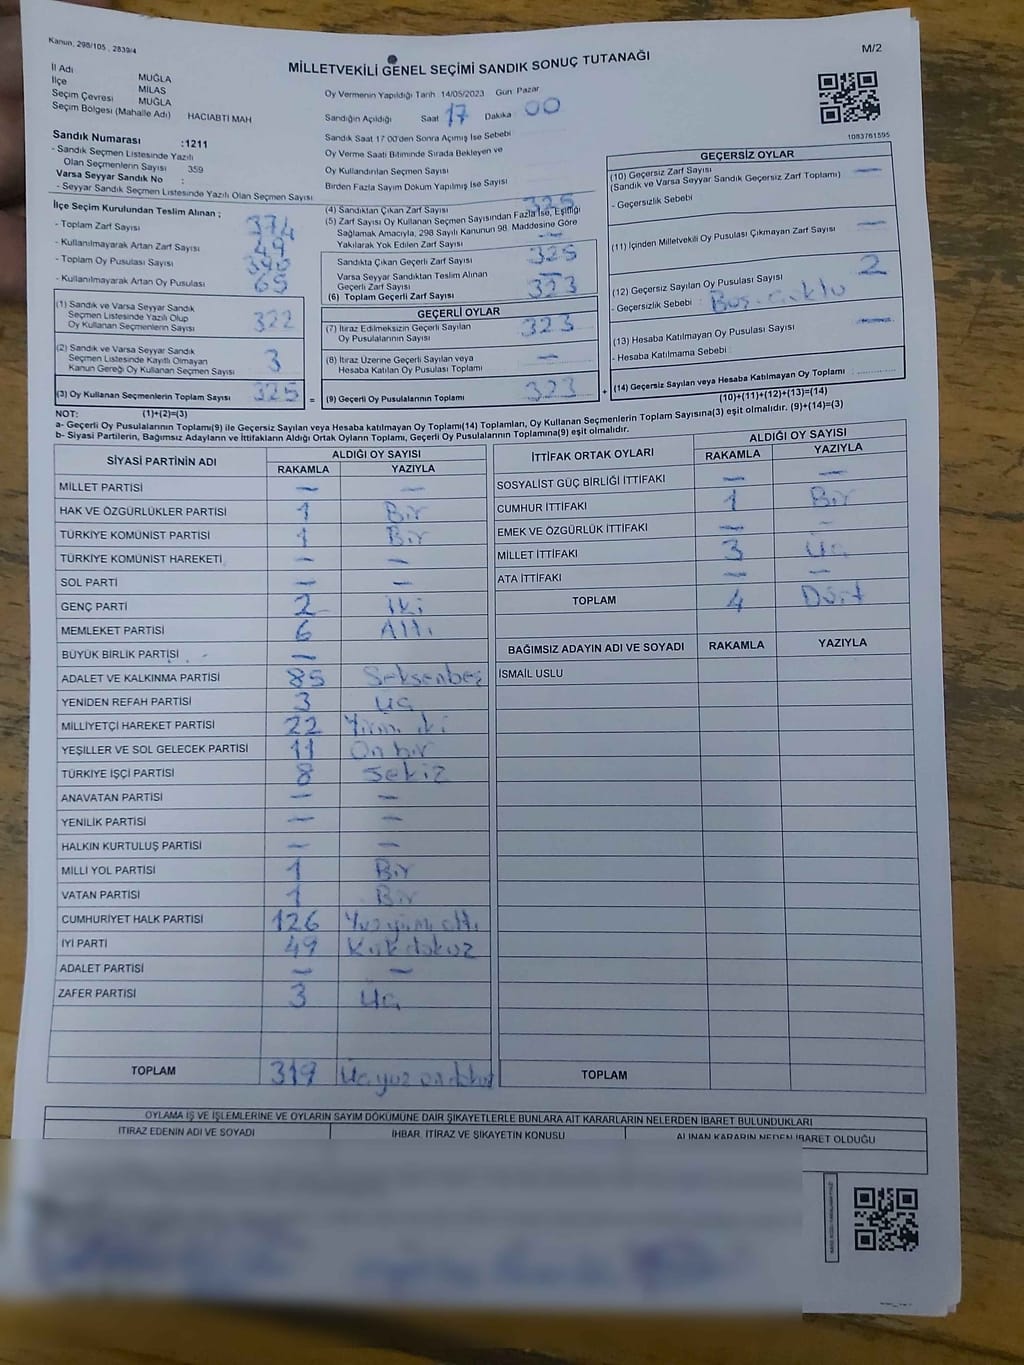 Kanun, 298/105 , 2839/4
M/2
MİLLETVEKİLİ GENEL SEÇİMİ SANDIK SONUÇ TUTANAĞI
İl Adı MUĞLA
İlçe MİLAS
Seçim Çevresi MUĞLA
Seçim Bölgesi (Mahalle Adı) HACIABTI MAH
Sandık Numarası :1211
- Sandık Seçmen Listesinde Yazılı
Olan Seçmenlerin Sayısı 359
Varsa Seyyar Sandık No :
- Seyyar Sandık Seçmen Listesinde Yazılı Olan Seçmen Sayısı
Oy Vermenin Yapıldığı Tarih 14/05/2023 Gün Pazar
Sandığın Açıldığı Saat 17 Dakika 00
Sandık Saat 17 00'den Sonra Açımış İse Sebebi
Oy Verme Saati Bitiminde Sırada Bekleyen ve
Oy Kullandırılan Seçmen Sayısı
Birden Fazla Sayım Döküm Yapılmış İse Sayısı
1083761595
İlçe Seçim Kurulundan Teslim Alınan ;
- Toplam Zarf Sayısı 374
- Kullanılmayarak Artan Zarf Sayısı 49
- Toplam Oy Pusulası Sayısı 390
- Kullanılmayarak Artan Oy Pusulası 65
(1) Sandık ve Varsa Seyyar Sandık
Seçmen Listesinde Yazılı Olup
Oy Kullanan Seçmenlerin Sayısı 322
(2) Sandık ve Varsa Seyyar Sandık
Seçmen Listesinde Kayıtlı Olmayan
Kanun Gereği Oy Kullanan Seçmen Sayısı 3
(3) Oy Kullanan Seçmenlerin Toplam Sayısı 325 =
(1)+(2)=(3)
(4) Sandıktan Çıkan Zarf Sayısı 325
(5) Zarf Sayısı Oy Kullanan Seçmen Sayısından Fazla İse, Eşitliği
Sağlamak Amacıyla, 298 Sayılı Kanunun 98. Maddesine Göre
Yakılarak Yok Edilen Zarf Sayısı —
Sandıkta Çıkan Geçerli Zarf Sayısı 325
Varsa Seyyar Sandıktan Teslim Alınan
Geçerli Zarf Sayısı —
(6) Toplam Geçerli Zarf Sayısı 323
GEÇERLİ OYLAR
(7) İtiraz Edilmeksizin Geçerli Sayılan
Oy Pusulalarının Sayısı 323
(8) İtiraz Üzerine Geçerli Sayılan veya
Hesaba Katılan Oy Pusulası Toplamı —
(9) Geçerli Oy Pusulalarının Toplamı 323 +
GEÇERSİZ OYLAR
(10) Geçersiz Zarf Sayısı
(Sandık ve Varsa Seyyar Sandık Geçersiz Zarf Toplamı) —
- Geçersizlik Sebebi
(11) İçinden Milletvekili Oy Pusulası Çıkmayan Zarf Sayısı —
(12) Geçersiz Sayılan Oy Pusulası Sayısı 2
- Geçersizlik Sebebi :
(13) Hesaba Katılmayan Oy Pusulası Sayısı —
- Hesaba Katılmama Sebebi :
(14) Geçersiz Sayılan veya Hesaba Katılmayan Oy Toplamı :
(10)+(11)+(12)+(13)=(14)
NOT:
a- Geçerli Oy Pusulalarının Toplamı(9) ile Geçersiz Sayılan veya Hesaba katılmayan Oy Toplamı(14) Toplamları, Oy Kullanan Seçmenlerin Toplam Sayısına(3) eşit olmalıdır. (9)+(14)=(3)
b- Siyasi Partilerin, Bağımsız Adayların ve İttifakların Aldığı Ortak Oyların Toplamı, Geçerli Oy Pusulalarının Toplamına(9) eşit olmalıdır.
SİYASİ PARTİNİN ADI ALDIĞI OY SAYISI
RAKAMLA YAZIYLA
MİLLET PARTİSİ — —
HAK VE ÖZGÜRLÜKLER PARTİSİ 1 Bir
TÜRKİYE KOMÜNİST PARTİSİ 1 Bir
TÜRKİYE KOMÜNİST HAREKETİ — —
SOL PARTİ — —
GENÇ PARTİ 2 İki
MEMLEKET PARTİSİ 6 Altı
BÜYÜK BİRLİK PARTİSİ —
ADALET VE KALKINMA PARTİSİ 85 Seksenbeş
YENİDEN REFAH PARTİSİ 3 Üç
MİLLİYETÇİ HAREKET PARTİSİ 22 Yirmi iki
YEŞİLLER VE SOL GELECEK PARTİSİ 11 On bir
TÜRKİYE İŞÇİ PARTİSİ 8 Sekiz
ANAVATAN PARTİSİ — —
YENİLİK PARTİSİ — —
HALKIN KURTULUŞ PARTİSİ — —
MİLLİ YOL PARTİSİ 1 Bir
VATAN PARTİSİ 1 Bir
CUMHURİYET HALK PARTİSİ 126 Yüzyirmi altı
İYİ PARTİ 49 Kırkdokuz
ADALET PARTİSİ — —
ZAFER PARTİSİ 3 Üç
TOPLAM 319 Üçyüz ondokuz
İTTİFAK ORTAK OYLARI ALDIĞI OY SAYISI
RAKAMLA YAZIYLA
SOSYALİST GÜÇ BİRLİĞİ İTTİFAKI — —
CUMHUR İTTİFAKI 1 Bir
EMEK VE ÖZGÜRLÜK İTTİFAKI — —
MİLLET İTTİFAKI 3 Üç
ATA İTTİFAKI — —
TOPLAM 4 Dört
BAĞIMSIZ ADAYIN ADI VE SOYADI RAKAMLA YAZIYLA
İSMAİL USLU
TOPLAM
OYLAMA İŞ VE İŞLEMLERİNE VE OYLARIN SAYIM DÖKÜMÜNE DAİR ŞİKAYETLERLE BUNLARA AİT KARARLARIN NELERDEN İBARET BULUNDUKLARI
İTİRAZ EDENİN ADI VE SOYADI İHBAR, İTİRAZ VE ŞİKAYETİN KONUSU ALINAN KARARIN NEDEN İBARET OLDUĞU